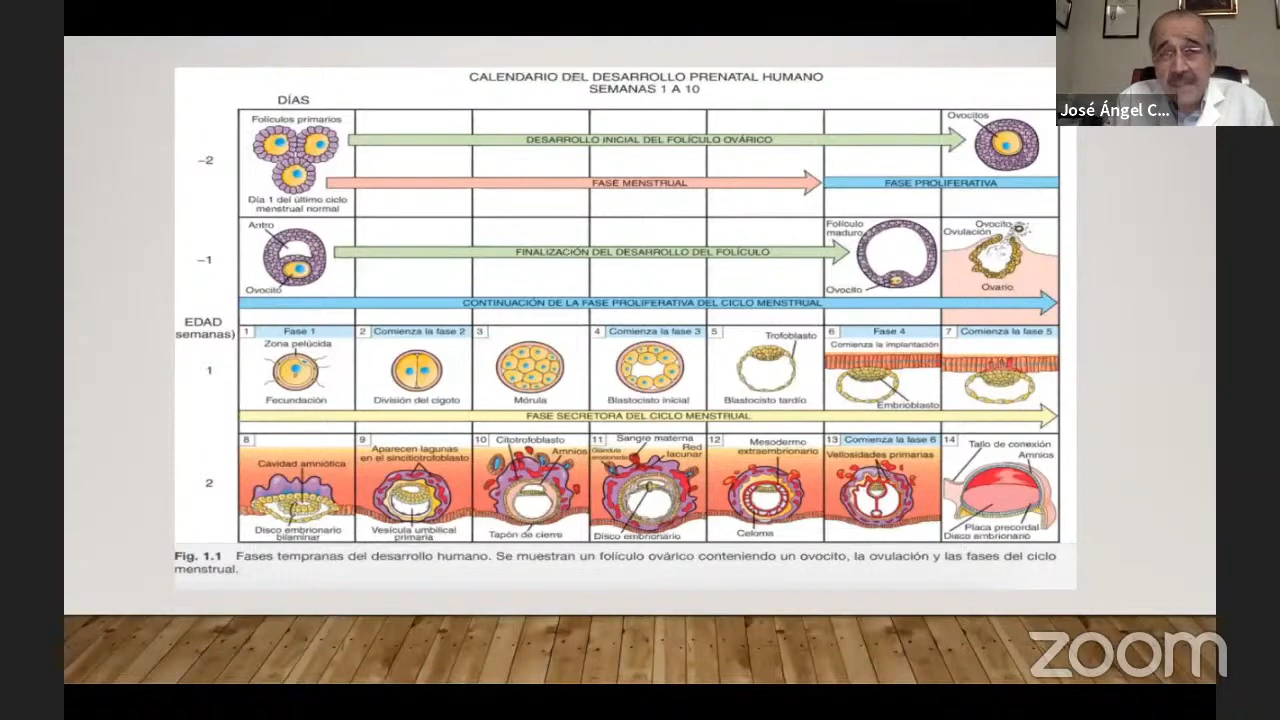 CALENDARIO DEL DESARROLLO PRENATAL HUMANO
SEMANAS 1 A 10
José Ángel C...
DÍAS
Folículos primarios
Ovocitos
DESARROLLO INICIAL DEL FOLÍCULO OVÁRICO
−2
FASE MENSTRUAL
FASE PROLIFERATIVA
Día 1 del último ciclo
menstrual normal
Antro
Folículo
maduro
Ovocito
Ovulación
FINALIZACIÓN DEL DESARROLLO DEL FOLÍCULO
−1
Ovocito
Ovocito
Ovario
CONTINUACIÓN DE LA FASE PROLIFERATIVA DEL CICLO MENSTRUAL
EDAD
semanas)
1 Fase 1
2 Comienza la fase 2
3
4 Comienza la fase 3
5
6 Fase 4
7 Comienza la fase 5
Zona pelúcida
Trofoblasto
Comienza la implantación
1
Fecundación
División del cigoto
Mórula
Blastocisto inicial
Blastocisto tardío
Embrioblasto
FASE SECRETORA DEL CICLO MENSTRUAL
8
9
10 Citotrofoblasto
11 Sangre materna
12
13 Comienza la fase 6
14
Cavidad amniótica
Aparecen lagunas
en el sincitiotrofoblasto
Amnios
Red
lacunar
Mesodermo
extraembrionario
Vellosidades primarias
Tallo de conexión
Amnios
2
Disco embrionario
bilaminar
Vesícula umbilical
primaria
Tapón de cierre
Disco embrionario
Celoma
Placa precordal
Disco embrionario
Fig. 1.1 Fases tempranas del desarrollo humano. Se muestran un folículo ovárico conteniendo un ovocito, la ovulación y las fases del ciclo
menstrual.
zoom